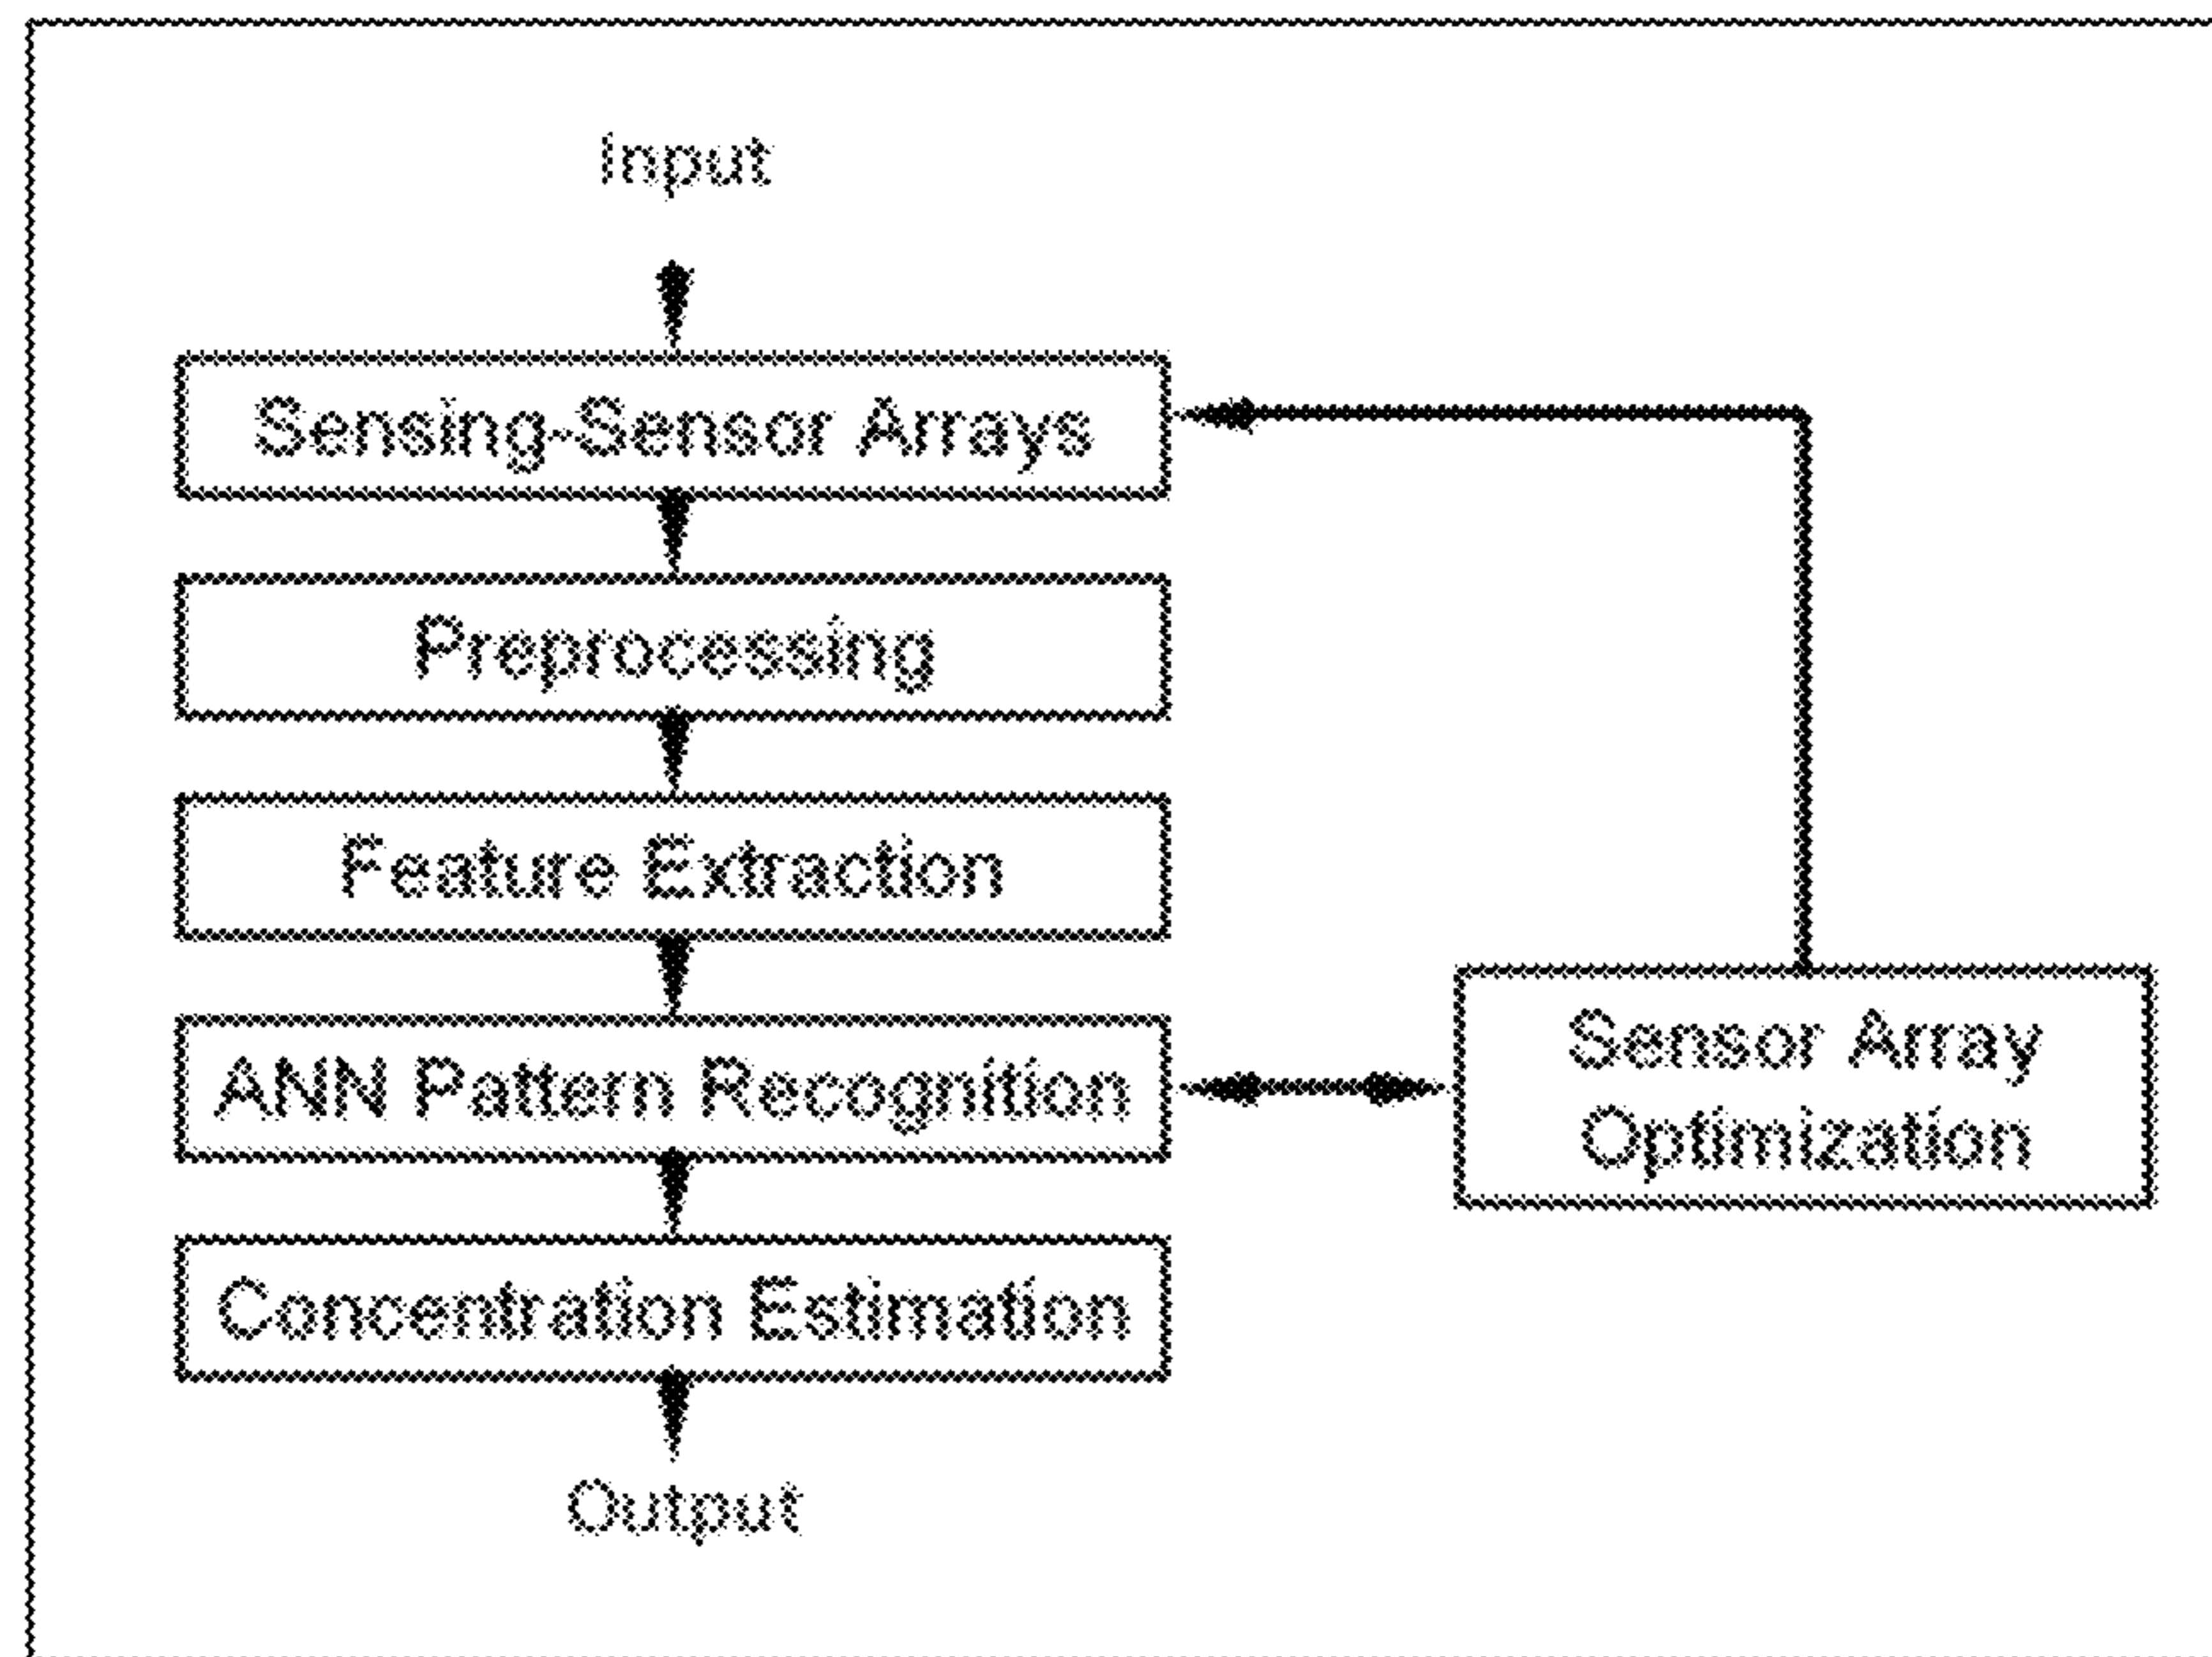 Input
Sensing-Sensor Arrays
Preprocessing
Feature Extraction
ANN Pattern Recognition
Sensor Array
Optimization
Concentration Estimation
Output